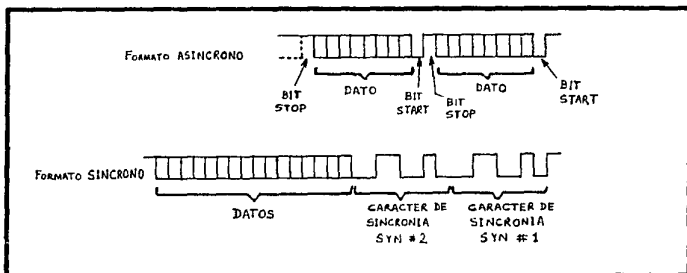 FORMATO ASINCRONO
BIT
STOP
DATO
BIT
START
BIT
STOP
DATO
BIT
START
FORMATO SINCRONO
DATOS
CARACTER DE
SINCRONIA
SYN #2
CARACTER DE
SINCRONIA
SYN #1